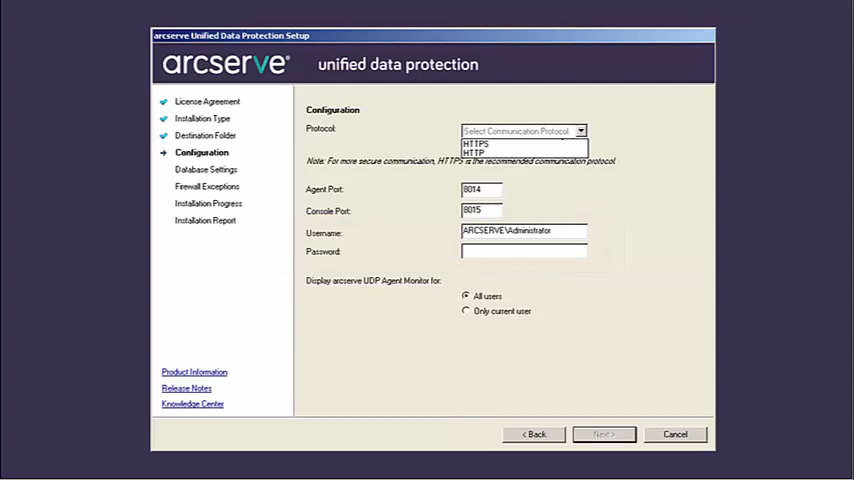 arcserve Unified Data Protection Setup
arcserve® unified data protection
License Agreement
Installation Type
Destination Folder
Configuration
Database Settings
Firewall Exceptions
Installation Progress
Installation Report
Product Information
Release Notes
Knowledge Center
Configuration
Protocol: Select Communication Protocol
HTTPS
HTTP
Note: For more secure communication, HTTPS is the recommended communication protocol.
Agent Port: 8014
Console Port: 8015
Username: ARCSERVE\Administrator
Password:
Display arcserve UDP Agent Monitor for:
All users
Only current user
< Back Next > Cancel